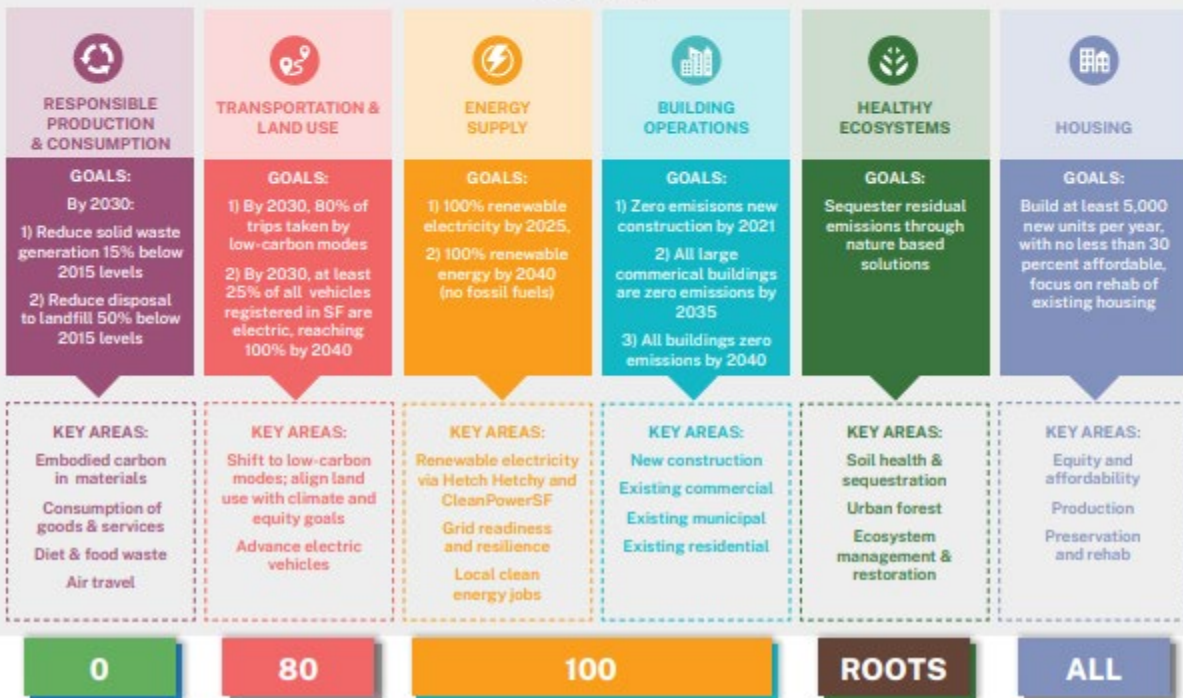 RESPONSIBLE
PRODUCTION
& CONSUMPTION
GOALS:
By 2030:
1) Reduce solid waste
generation 15% below
2015 levels
2) Reduce disposal
to landfill 50% below
2015 levels
KEY AREAS:
Embodied carbon
in materials
Consumption of
goods & services
Diet & food waste
Air travel
0
TRANSPORTATION &
LAND USE
GOALS:
1) By 2030, 80% of
trips taken by
low-carbon modes
2) By 2030, at least
25% of all vehicles
registered in SF are
electric, reaching
100% by 2040
KEY AREAS:
Shift to low-carbon
modes; align land
use with climate and
equity goals
Advance electric
vehicles
80
ENERGY
SUPPLY
GOALS:
1) 100% renewable
electricity by 2025,
2) 100% renewable
energy by 2040
(no fossil fuels)
KEY AREAS:
Renewable electricity
via Hetch Hetchy and
CleanPowerSF
Grid readiness
and resilience
Local clean
energy jobs
BUILDING
OPERATIONS
GOALS:
1) Zero emisisons new
construction by 2021
2) All large
commerical buildings
are zero emissions by
2035
3) All buildings zero
emissions by 2040
KEY AREAS:
New construction
Existing commercial
Existing municipal
Existing residential
100
HEALTHY
ECOSYSTEMS
GOALS:
Sequester residual
emissions through
nature based
solutions
KEY AREAS:
Soil health &
sequestration
Urban forest
Ecosystem
management &
restoration
ROOTS
HOUSING
GOALS:
Build at least 5,000
new units per year,
with no less than 30
percent affordable,
focus on rehab of
existing housing
KEY AREAS:
Equity and
affordability
Production
Preservation
and rehab
ALL